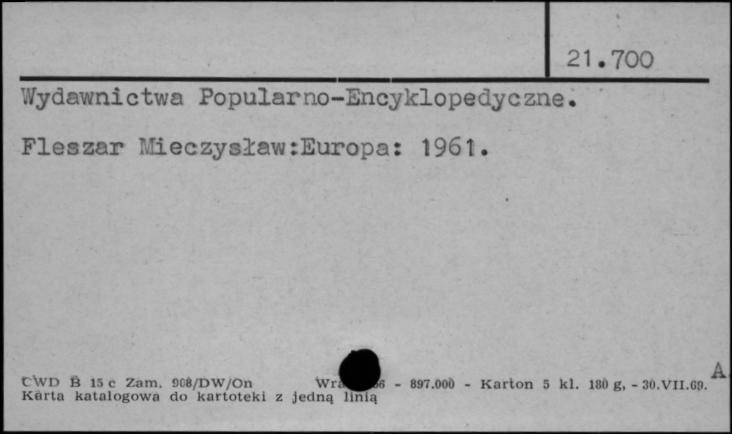 21.700
Wydawnictwa Popularno-Encyklopedyczne.
Fleszar Mieczysław:Europa: 1961.
A
CWD B 15 c Zam. 908/DW/On - 897.000 - Karton 5 kl. 180 g, - 30.VII.69.
Karta katalogowa do kartoteki z jedną linią